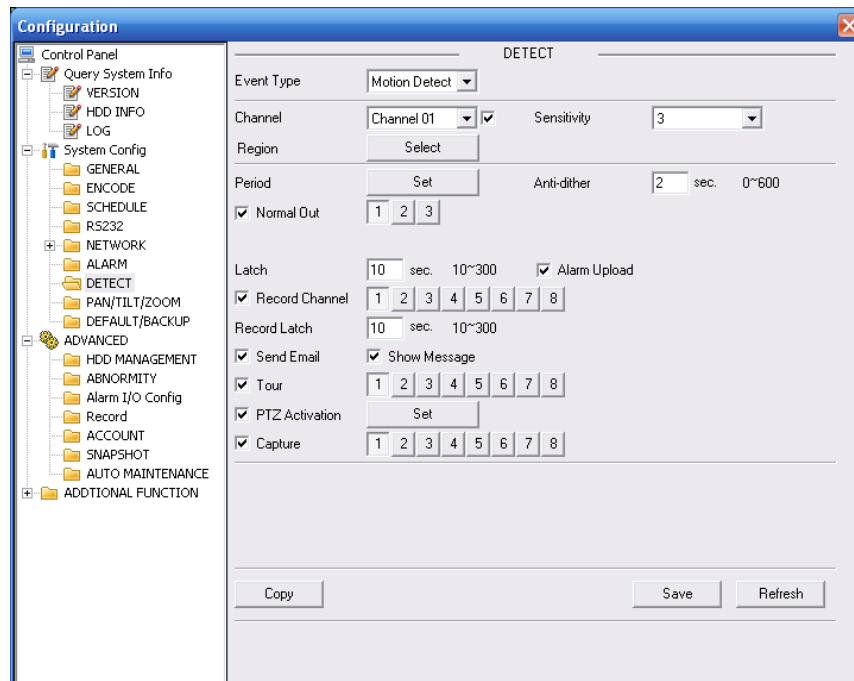 Configuration
Control Panel
Query System Info
VERSION
HDD INFO
LOG
System Config
GENERAL
ENCODE
SCHEDULE
RS232
NETWORK
ALARM
DETECT
PAN/TILT/ZOOM
DEFAULT/BACKUP
ADVANCED
HDD MANAGEMENT
ABNORMITY
Alarm I/O Config
Record
ACCOUNT
SNAPSHOT
AUTO MAINTENANCE
ADDTIONAL FUNCTION
DETECT
Event Type Motion Detect
Channel Channel 01 Sensitivity 3
Region Select
Period Set Anti-dither 2 sec. 0~600
Normal Out 1 2 3
Latch 10 sec. 10~300 Alarm Upload
Record Channel 1 2 3 4 5 6 7 8
Record Latch 10 sec. 10~300
Send Email Show Message
Tour 1 2 3 4 5 6 7 8
PTZ Activation Set
Capture 1 2 3 4 5 6 7 8
Copy Save Refresh